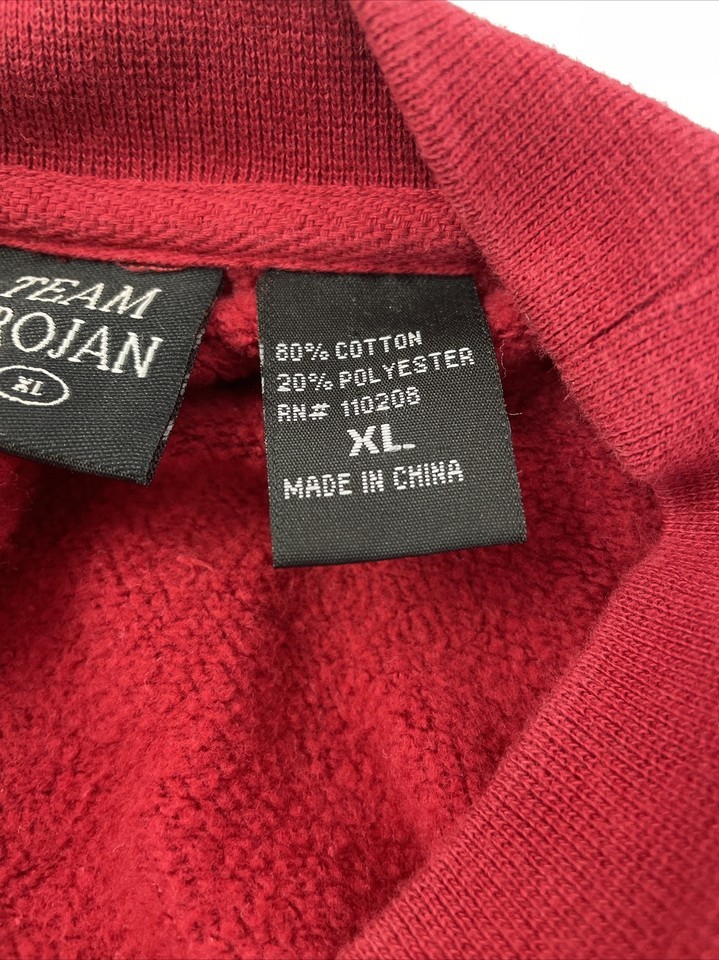 TEAM
ROJAN
XL
80% COTTON
20% POLYESTER
RN# 110208
XL
MADE IN CHINA